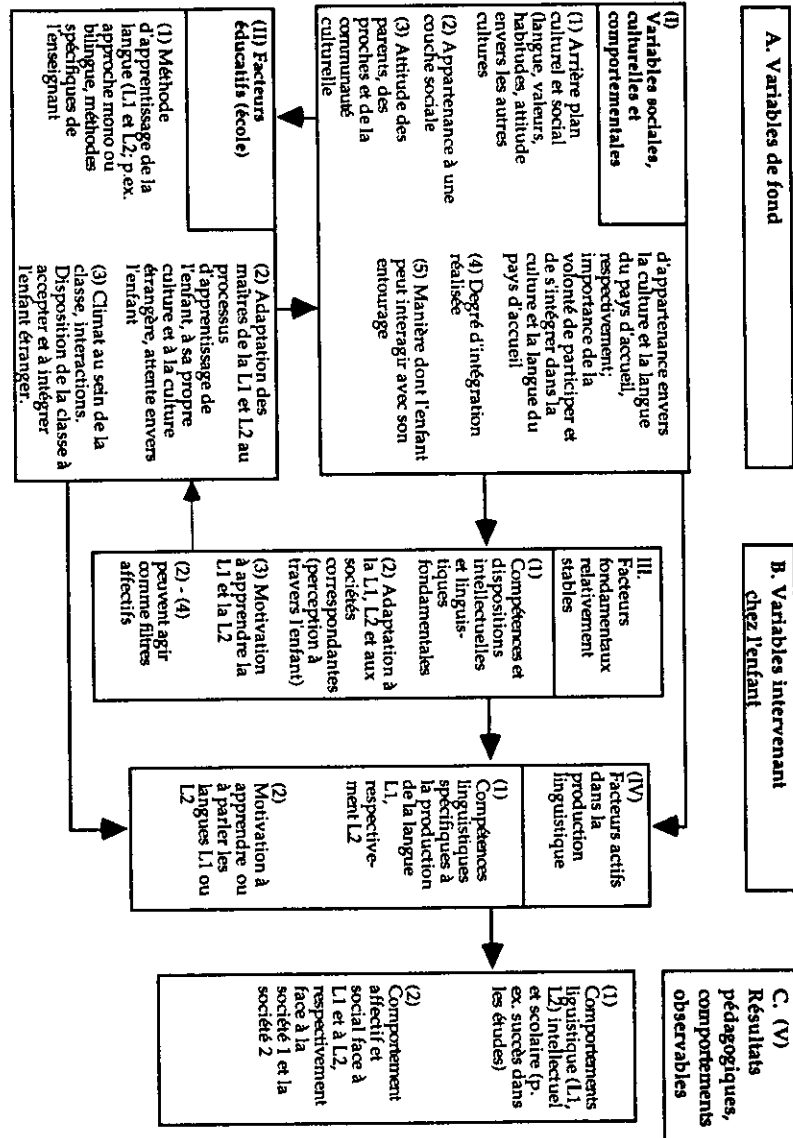 A. Variables de fond
(I)
Variables sociales,
culturelles et
comportementales
(1) Arrière plan
culturel et social
(langue, valeurs,
habitudes, attitude
envers les autres
cultures
(2) Appartenance à une
couche sociale
(3) Attitude des
parents, des
proches et de la
communauté
culturelle
d'appartenance envers
la culture et la langue
du pays d'accueil,
respectivement;
importance de la
volonté de participer et
de s'intégrer dans la
culture et la langue du
pays d'accueil
(4) Degré d'intégration
réalisée
(5) Manière dont l'enfant
peut interagir avec son
entourage
(II) Facteurs
éducatifs (école)
(1) Méthode
d'apprentissage de la
langue (L1 et L2; p.ex.
approche mono ou
bilingue, méthodes
spécifiques de
l'enseignant
(2) Adaptation des
maîtres de la L1 et L2 au
processus
d'apprentissage de
l'enfant, à sa propre
culture et à la culture
étrangère, attente envers
l'enfant
(3) Climat au sein de la
classe, interactions.
Disposition de la classe à
accepter et à intégrer
l'enfant étranger.
B. Variables intervenant
chez l'enfant
III.
Facteurs
fondamentaux
relativement
stables
(1)
Compétences et
dispositions
intellectuelles
et linguis-
tiques
fondamentales
(2) Adaptation à
la L1, L2 et aux
sociétés
correspondantes
(perception à
travers l'enfant)
(3) Motivation
à apprendre la
L1 et la L2
(2) - (4)
peuvent agir
comme filtres
affectifs
(IV)
Facteurs actifs
dans la
production
linguistique
(1)
Compétences
linguistiques
spécifiques à
la production
de la langue
L1,
respective-
ment L2
(2)
Motivation à
apprendre ou
à parler les
langues L1 ou
L2
C. (V)
Résultats
pédagogiques,
comportements
observables
(1)
Comportements
liguistique (L1,
L2) intellectuel
et scolaire (p.
ex. succès dans
les études)
(2)
Comportement
affectif et
social face à
L1 et à L2,
respectivement
face à la
société 1 et la
société 2